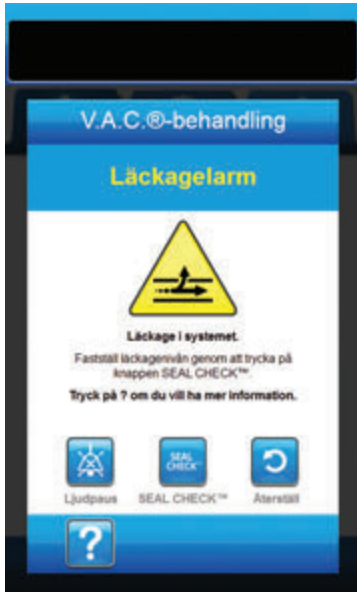 V.A.C.®-behandling
Läckagelarm
Läckage i systemet.
Fastställ läckagenivån genom att trycka på
knappen SEAL CHECK™
Tryck på ? om du vill ha mer information.
SEAL
CHECK™
Ljudpaus SEAL CHECK™ Återställ
?